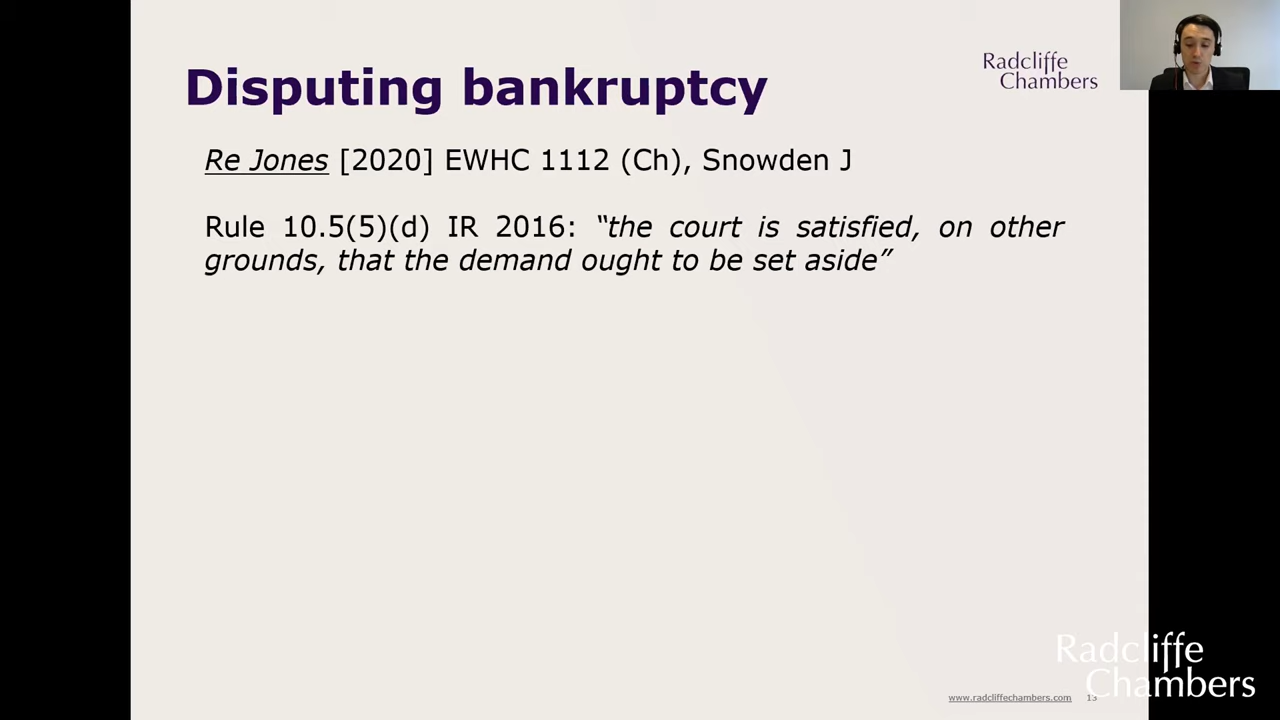 Disputing bankruptcy
Radcliffe
Chambers
Re Jones [2020] EWHC 1112 (Ch), Snowden J
Rule 10.5(5)(d) IR 2016: “the court is satisfied, on other
grounds, that the demand ought to be set aside”
www.radcliffechambers.com
13
Radcliffe
Chambers